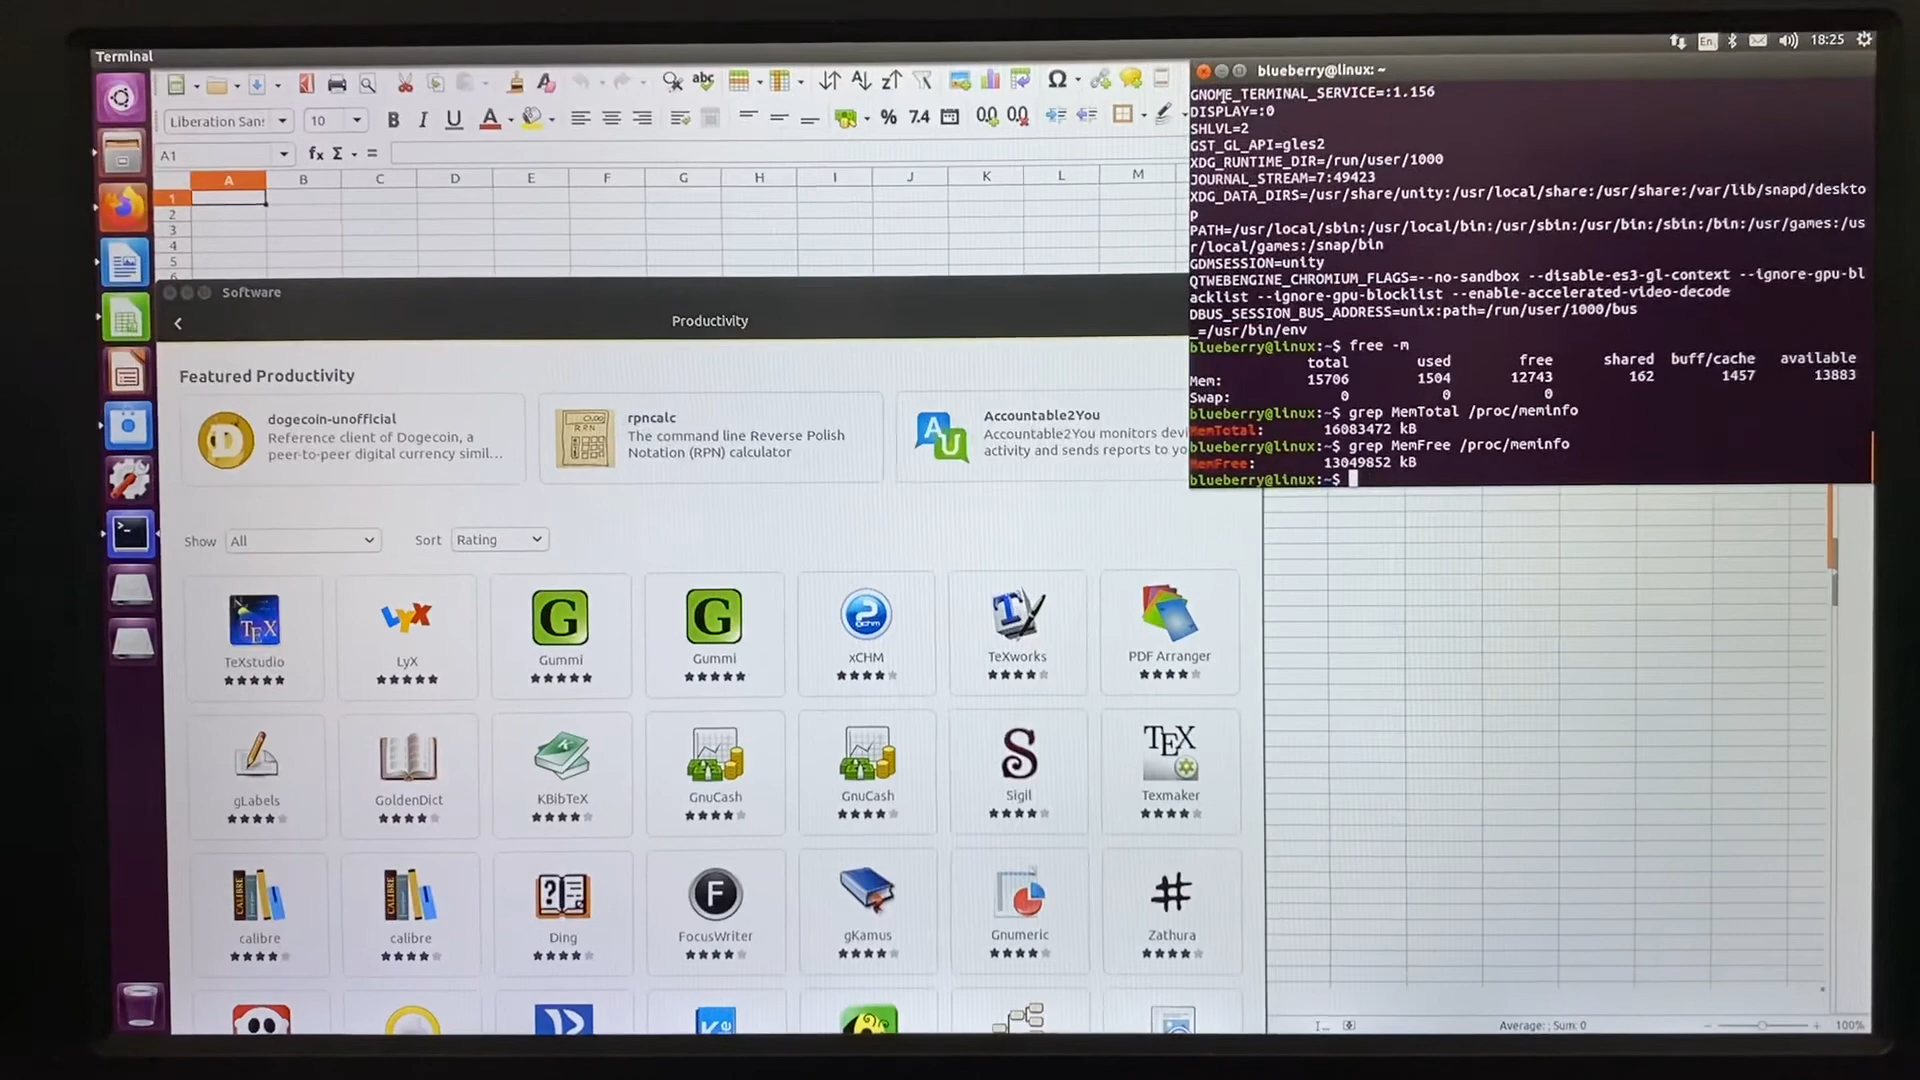 Terminal
En
18:25
Liberation Sans
10
B I U A
% 7.4
A1
fx Σ =
A B C D E F G H I J K L M
1
2
3
4
5
6
Software
Productivity
Featured Productivity
dogecoin-unofficial
Reference client of Dogecoin, a
peer-to-peer digital currency simil...
rpncalc
The command line Reverse Polish
Notation (RPN) calculator
Accountable2You
Accountable2You monitors devi
activity and sends reports to yo
Show All Sort Rating
TeXstudio
LyX
Gummi
Gummi
xCHM
TeXworks
PDF Arranger
gLabels
GoldenDict
KBibTeX
GnuCash
GnuCash
Sigil
Texmaker
calibre
calibre
Ding
FocusWriter
gKamus
Gnumeric
Zathura
blueberry@linux: ~
GNOME_TERMINAL_SERVICE=:1.156
DISPLAY=:0
SHLVL=2
GST_GL_API=gles2
XDG_RUNTIME_DIR=/run/user/1000
JOURNAL_STREAM=7:49423
XDG_DATA_DIRS=/usr/share/unity:/usr/local/share:/usr/share:/var/lib/snapd/deskto
p
PATH=/usr/local/sbin:/usr/local/bin:/usr/sbin:/usr/bin:/sbin:/bin:/usr/games:/us
r/local/games:/snap/bin
GDMSESSION=unity
QTWEBENGINE_CHROMIUM_FLAGS=--no-sandbox --disable-es3-gl-context --ignore-gpu-bl
acklist --ignore-gpu-blocklist --enable-accelerated-video-decode
DBUS_SESSION_BUS_ADDRESS=unix:path=/run/user/1000/bus
_=/usr/bin/env
blueberry@linux:~$ free -m
total used free shared buff/cache available
Mem: 15706 1504 12743 162 1457 13883
Swap: 0 0 0
blueberry@linux:~$ grep MemTotal /proc/meminfo
MemTotal: 16083472 kB
blueberry@linux:~$ grep MemFree /proc/meminfo
MemFree: 13049852 kB
blueberry@linux:~$
Average: ; Sum: 0
100%